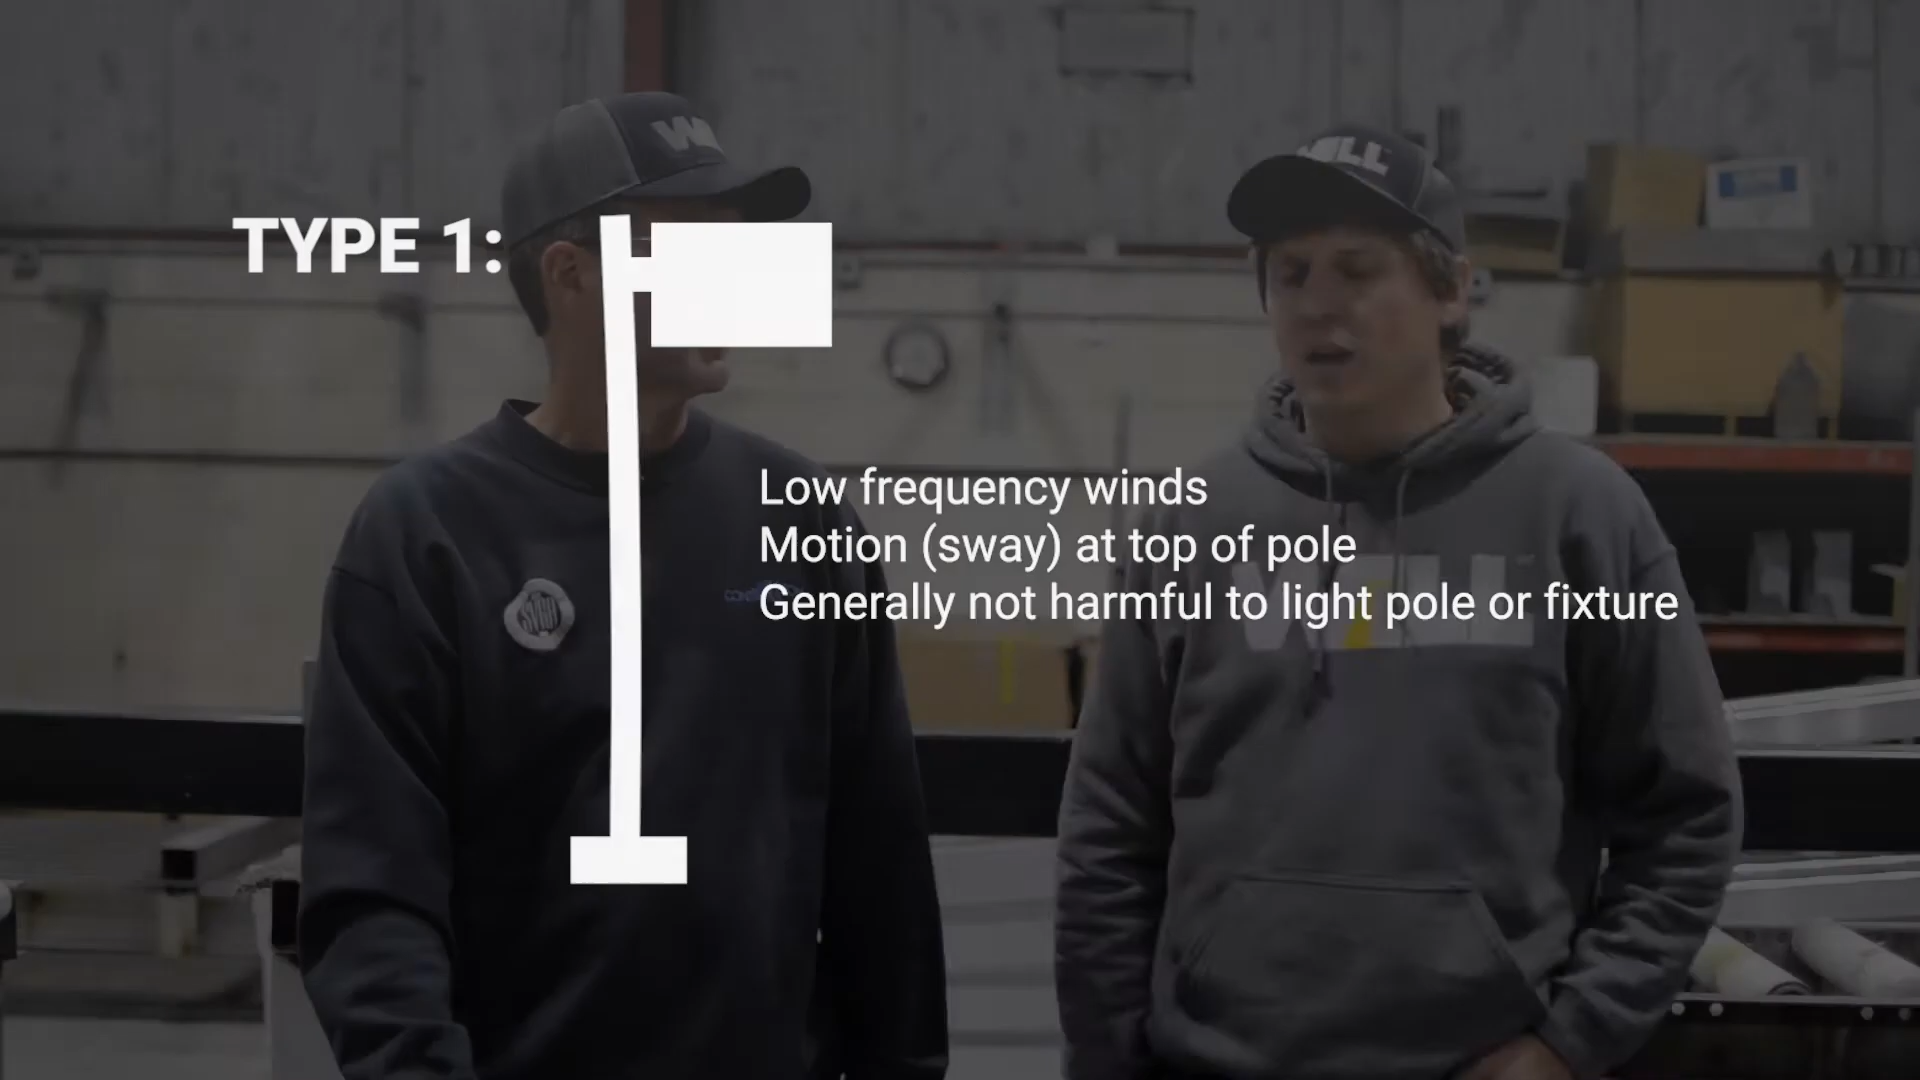 TYPE 1:
Low frequency winds
Motion (sway) at top of pole
Generally not harmful to light pole or fixture